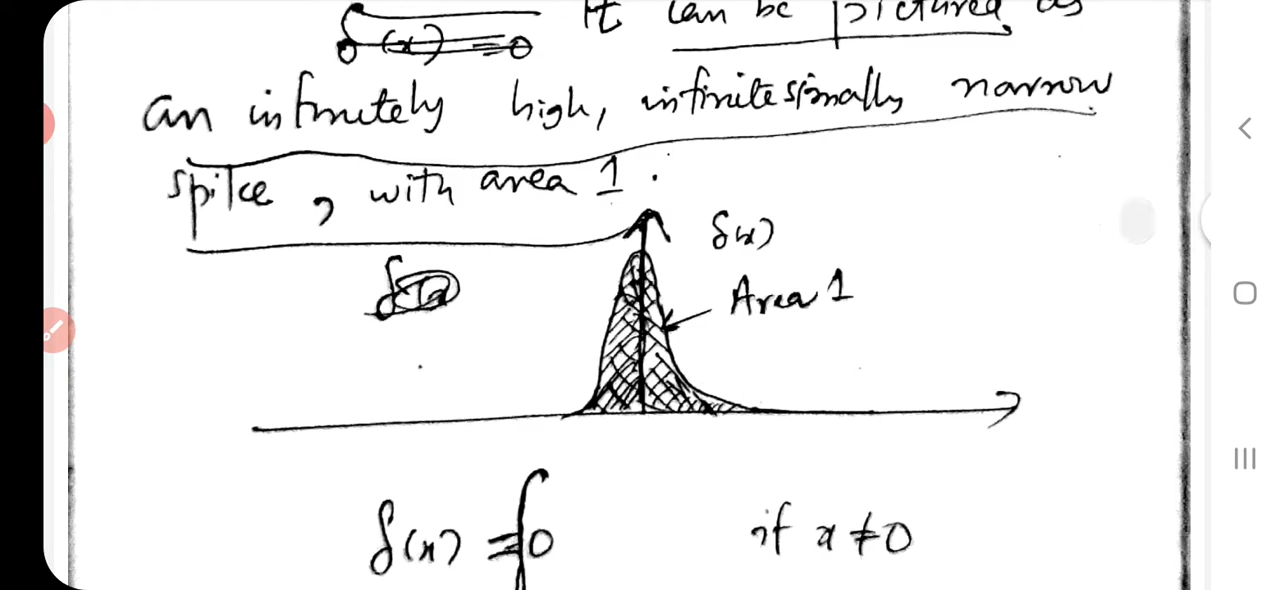 It can be pictured as
δ(x) = 0
an infinitely high, infinitesimally narrow
spike, with area 1.
δ(x)
Area 1
δ(x) = { 0 if x ≠ 0